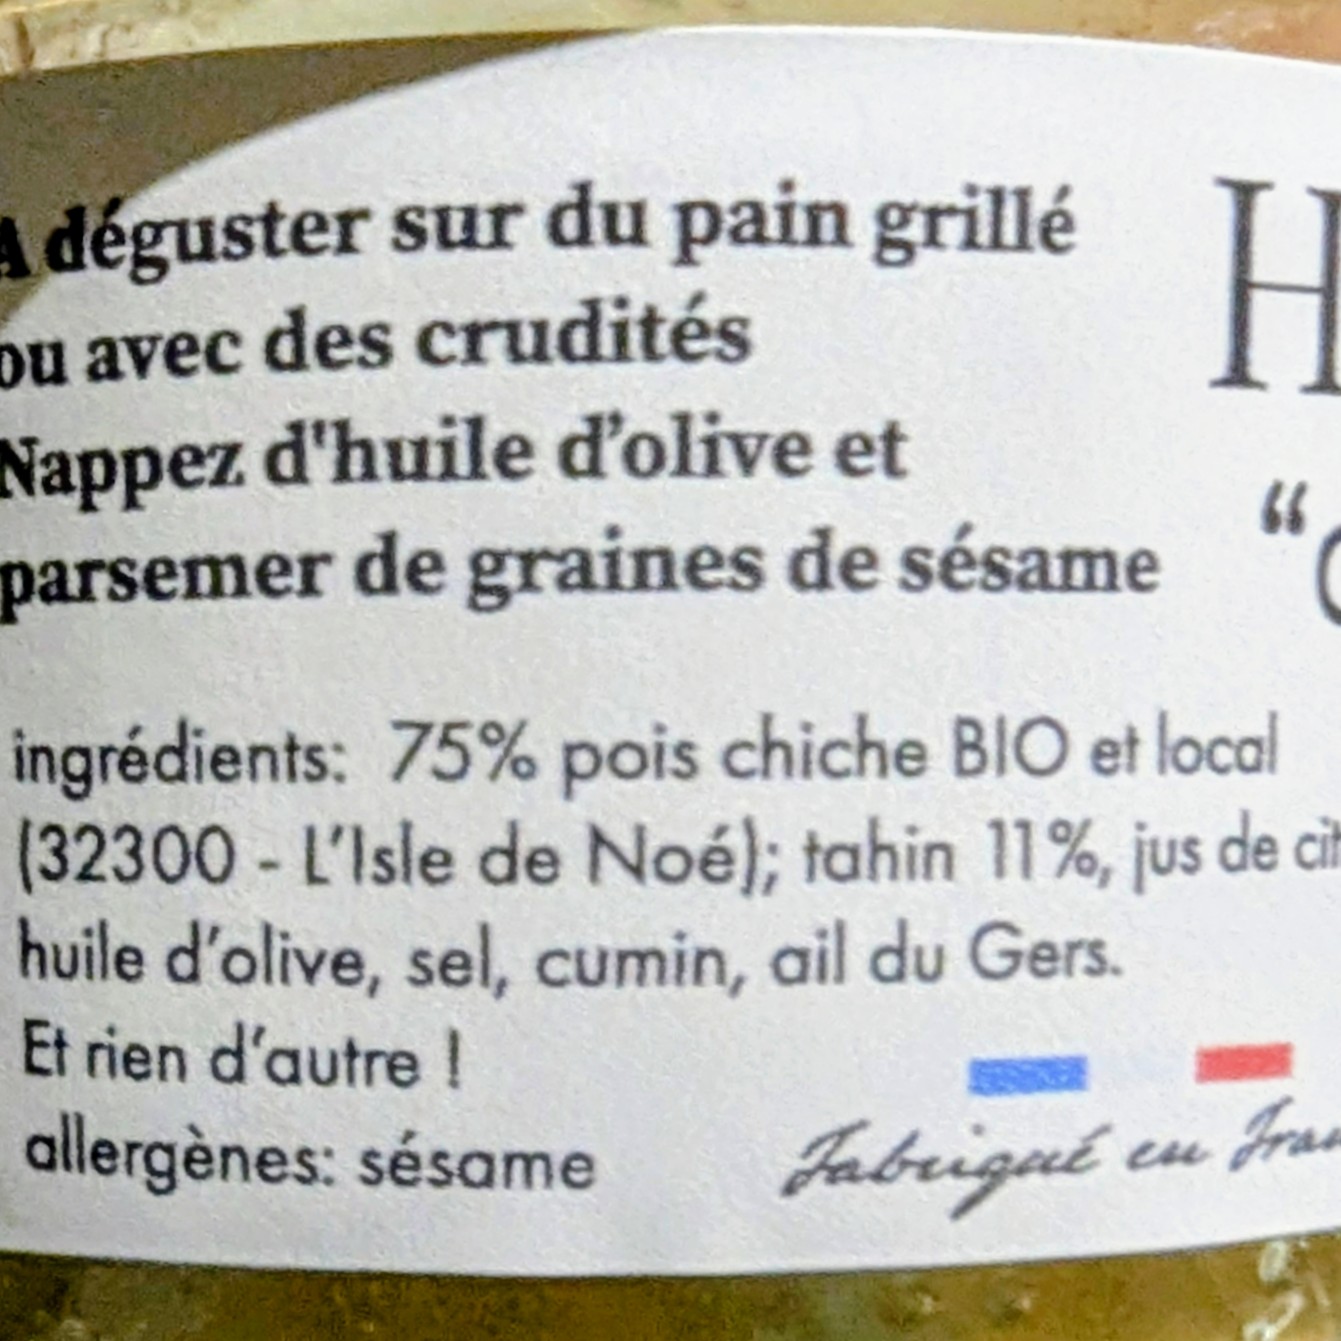 A déguster sur du pain grillé
ou avec des crudités
Nappez d'huile d’olive et
parsemer de graines de sésame
H
“
ingrédients: 75% pois chiche BIO et local
(32300 - L’Isle de Noé); tahin 11%, jus de
huile d’olive, sel, cumin, ail du Gers.
Et rien d’autre !
allergènes: sésame
Fabriqué en